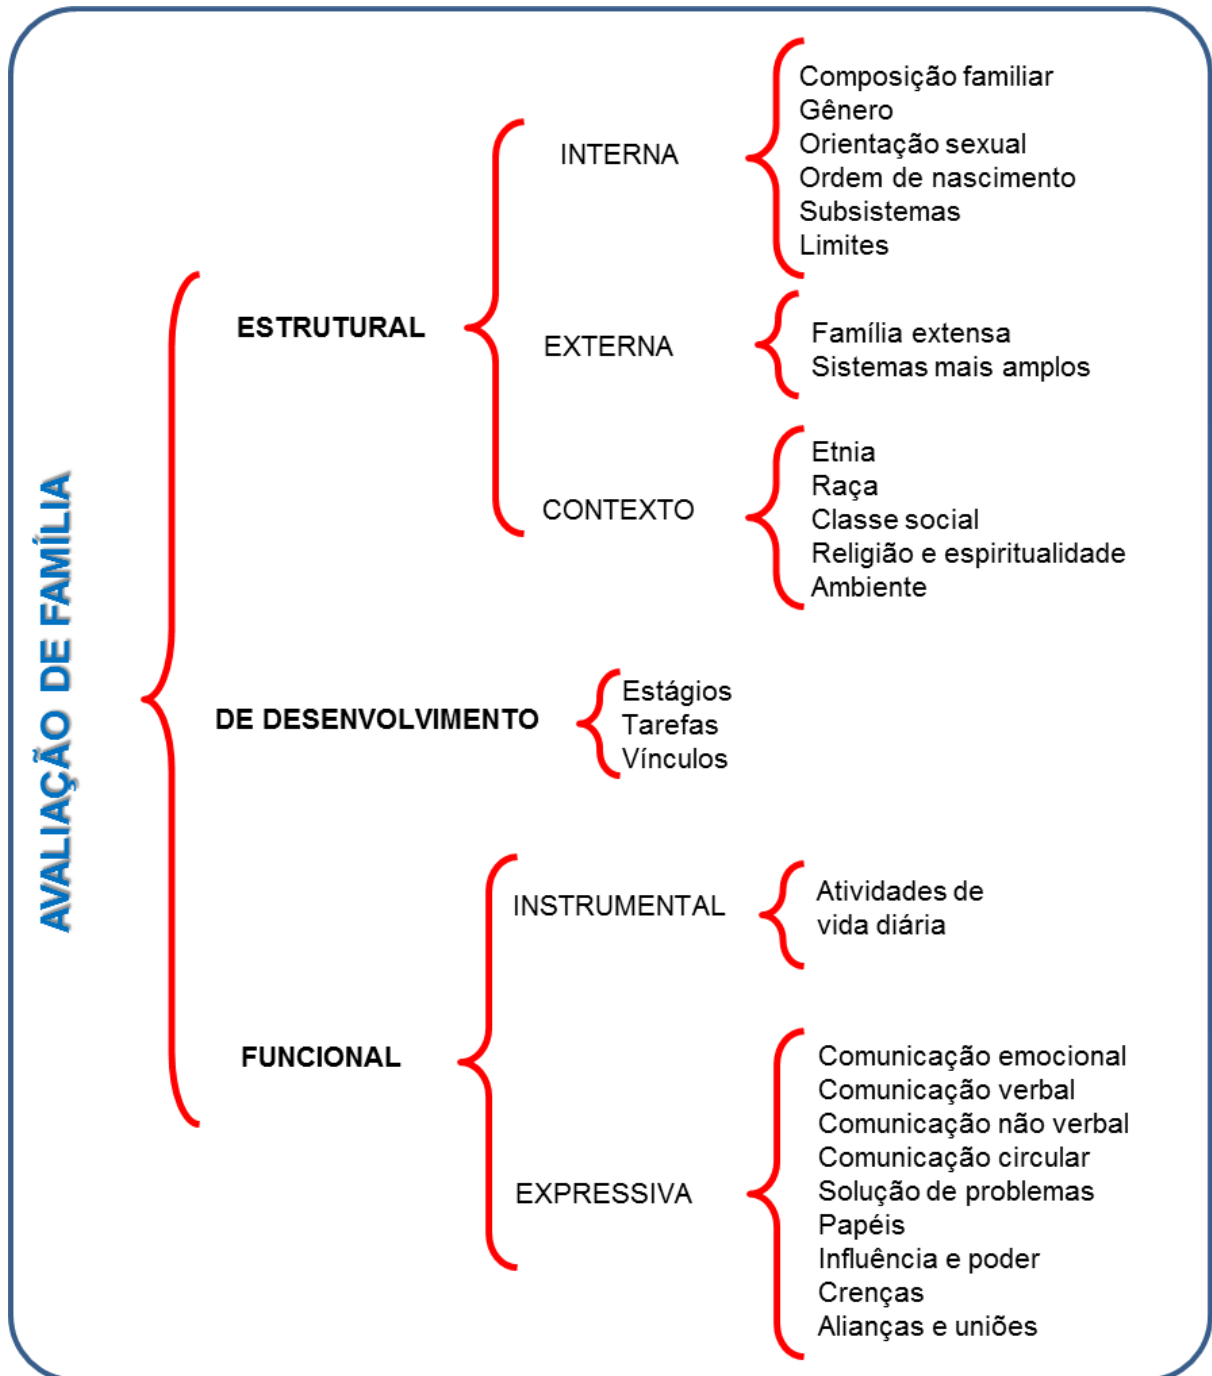 AVALIAÇÃO DE FAMÍLIA
ESTRUTURAL
INTERNA
Composição familiar
Gênero
Orientação sexual
Ordem de nascimento
Subsistemas
Limites
EXTERNA
Família extensa
Sistemas mais amplos
CONTEXTO
Etnia
Raça
Classe social
Religião e espiritualidade
Ambiente
DE DESENVOLVIMENTO
Estágios
Tarefas
Vínculos
FUNCIONAL
INSTRUMENTAL
Atividades de
vida diária
EXPRESSIVA
Comunicação emocional
Comunicação verbal
Comunicação não verbal
Comunicação circular
Solução de problemas
Papéis
Influência e poder
Crenças
Alianças e uniões